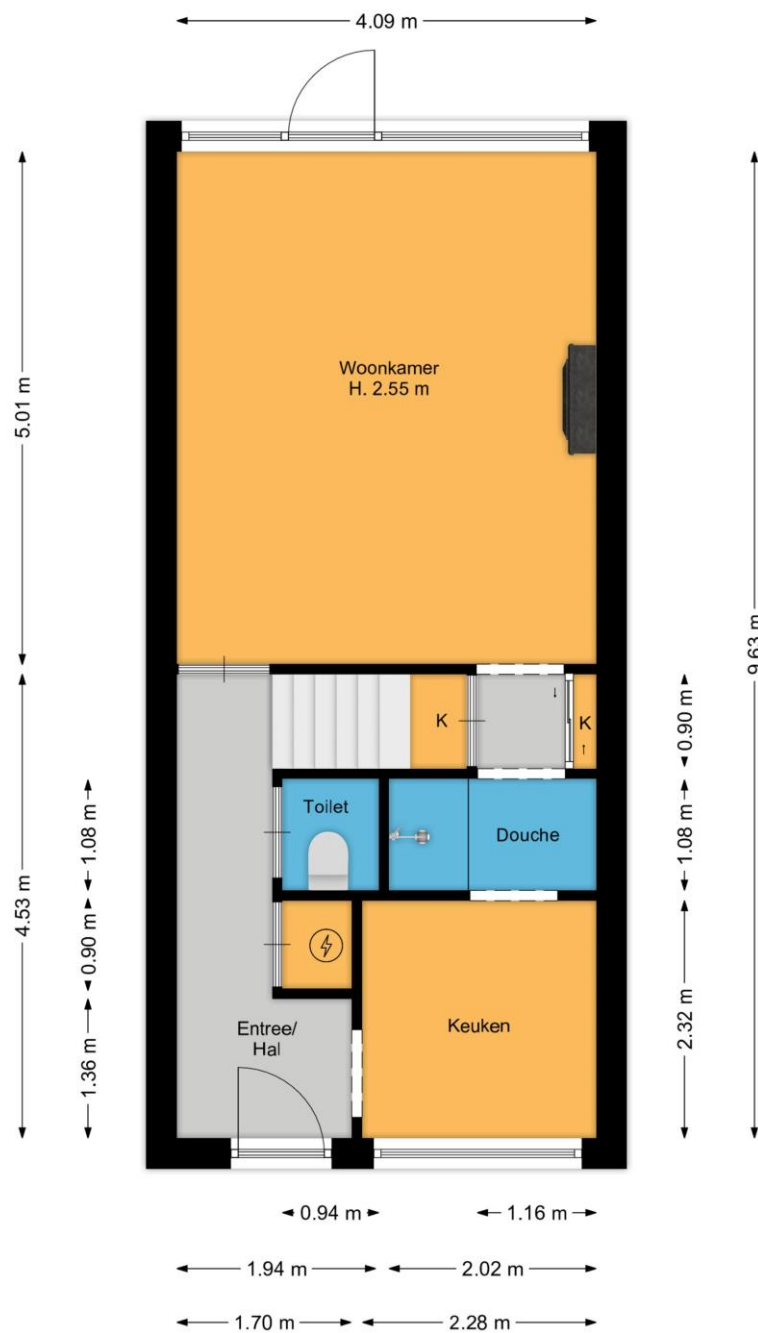 4.09 m
5.01 m
Woonkamer
H. 2.55 m
9.63 m
K
K
0.90 m
1.08 m
Toilet
Douche
1.08 m
4.53 m
0.90 m
Entree/
Hal
Keuken
2.32 m
1.36 m
0.94 m
1.16 m
1.94 m
2.02 m
1.70 m
2.28 m